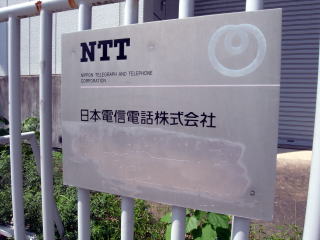 NTT
NIPPON TELEGRAPH AND TELEPHONE
CORPORATION
日本電信電話株式会社